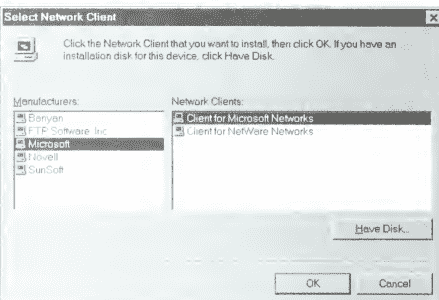 Select Network Client
Click the Network Client that you want to install, then click OK. If you have an
installation disk for this device, click Have Disk.
Manufacturers:
Network Clients:
Banyan
FTP Software, Inc.
Microsoft
Novell
SunSoft
Client for Microsoft Networks
Client for NetWare Networks
Have Disk...
OK
Cancel